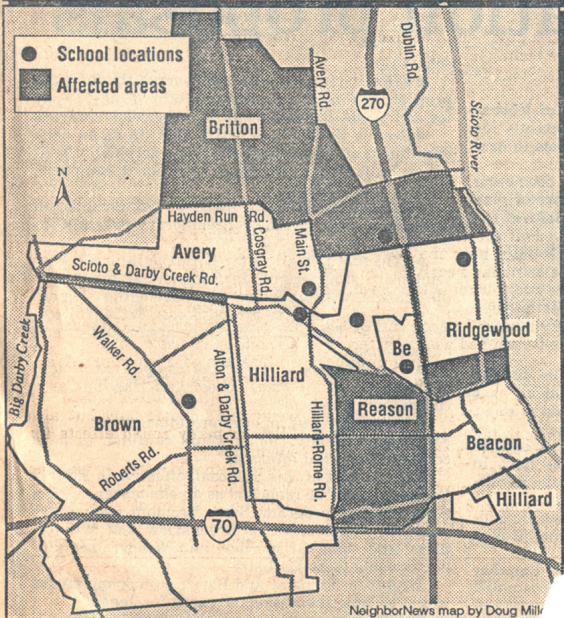 School locations
Affected areas
N
Britton
Avery Rd.
270
Dublin Rd.
Scioto River
Hayden Run Rd.
Avery
Cosgray Rd.
Main St.
Scioto & Darby Creek Rd.
Big Darby Creek
Walker Rd.
Ridgewood
Be
Hilliard
Alton & Darby Creek Rd.
Hilliard-Rome Rd.
Reason
Brown
Beacon
Roberts Rd.
Hilliard
70
NeighborNews map by Doug